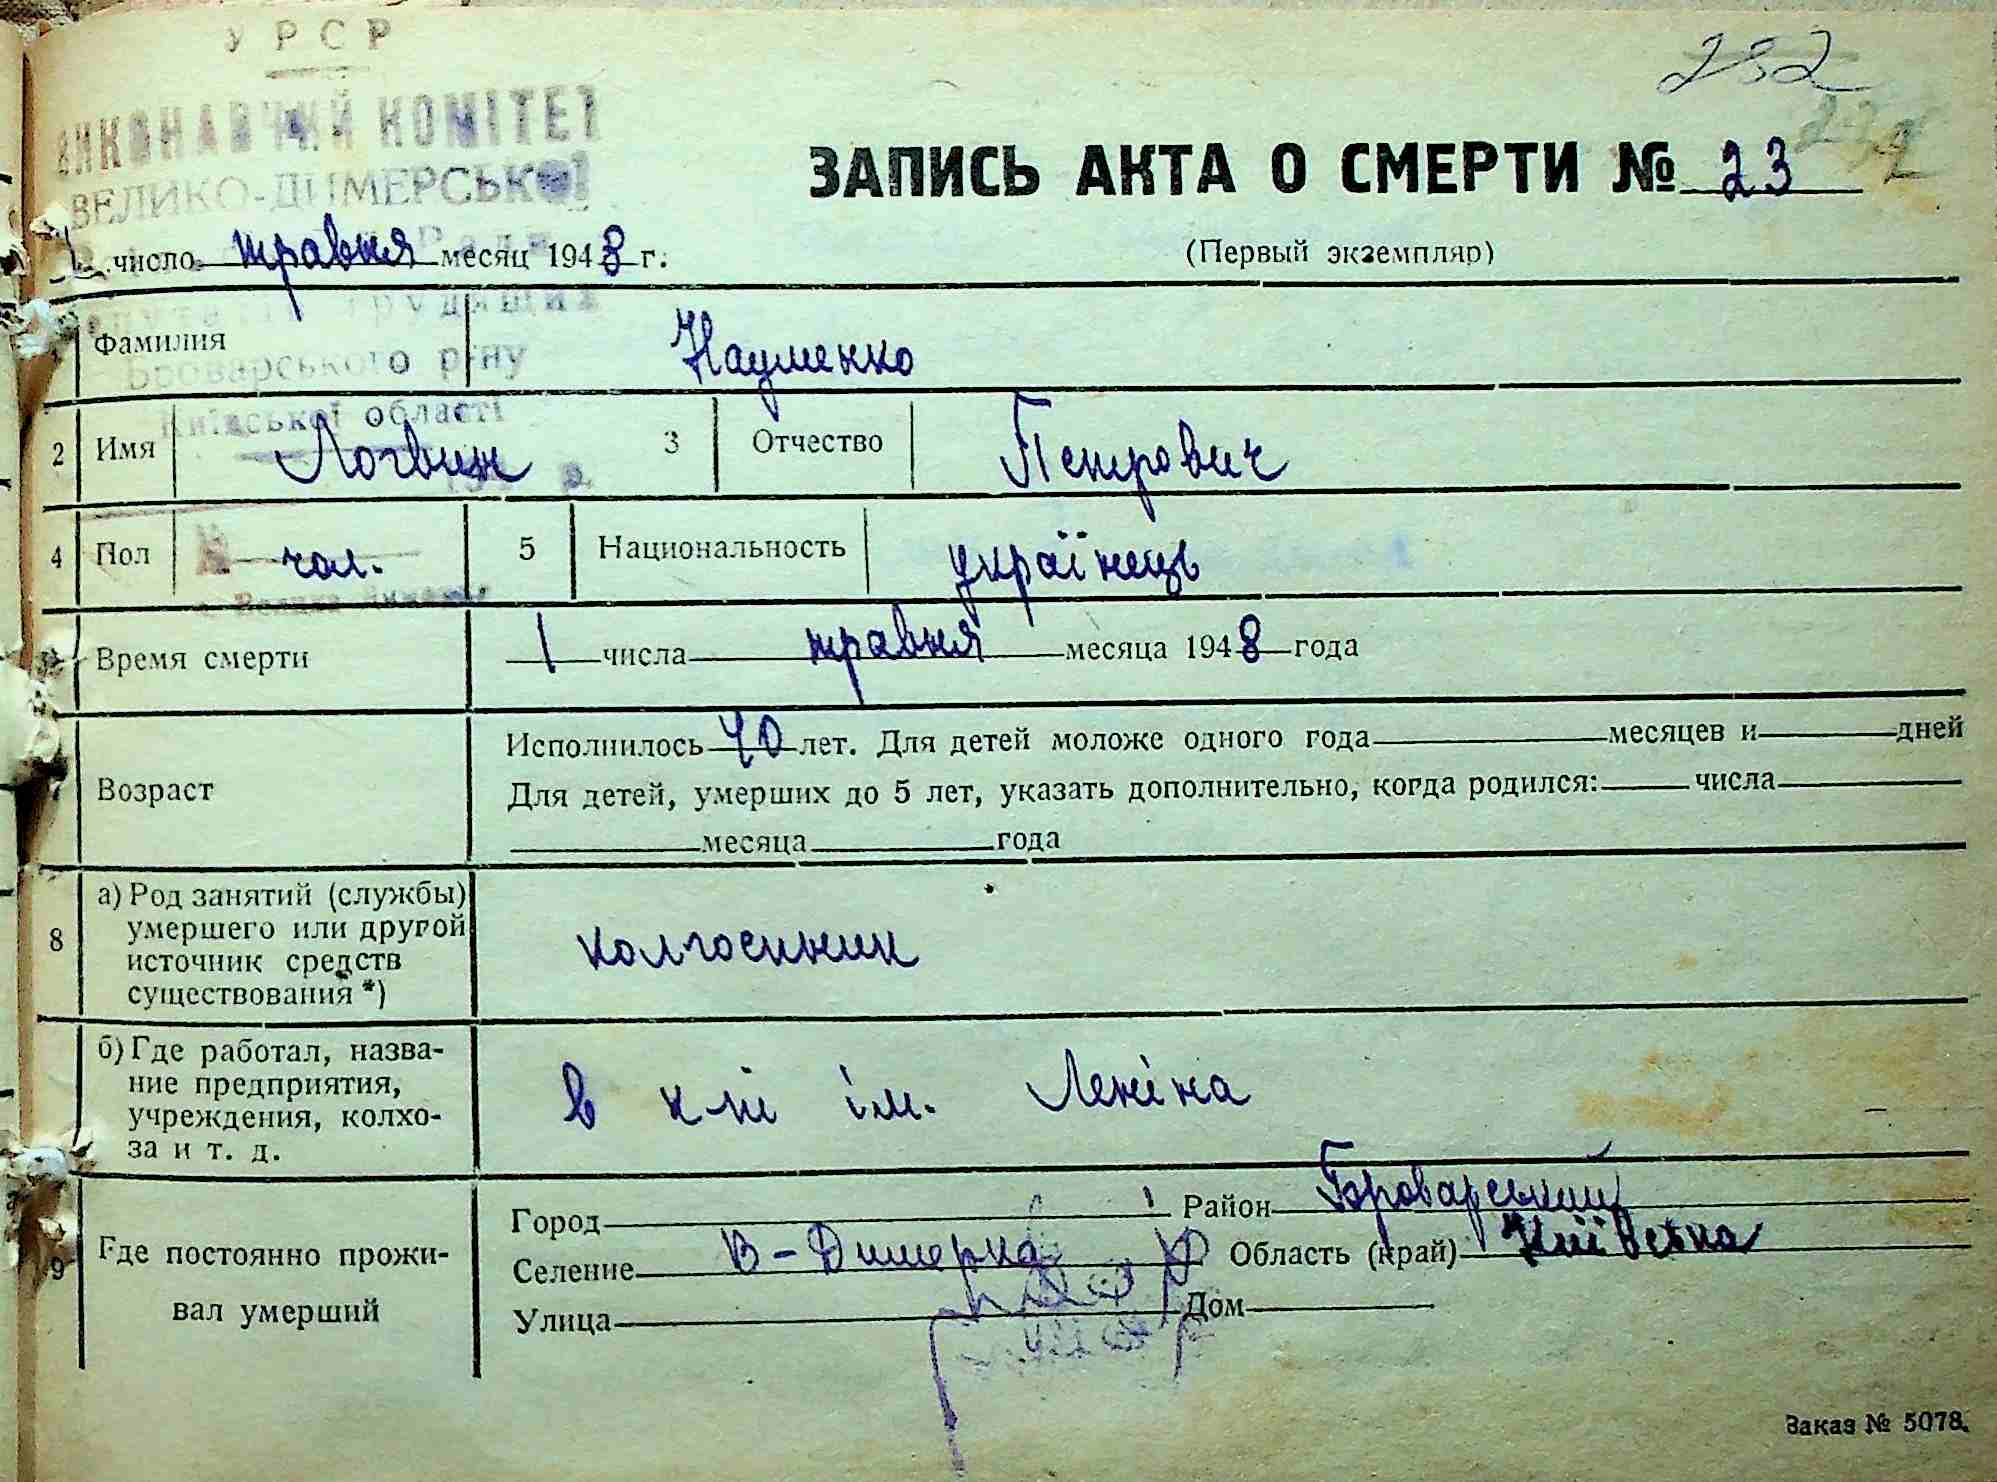 УРСР
232
ВИКОНАВЧИЙ КОМІТЕТ
ВЕЛИКО-ДИМЕРСЬКОЇ
ЗАПИСЬ АКТА О СМЕРТИ № 23
1 число травня месяц 1948 г.
(Первый экземпляр)
трудящих
Фамилия Науменко
Броварського р-ну
Київської області
2 Имя Логвин 3 Отчество Петрович
4 Пол чол. 5 Национальность українець
Время смерти 1 числа травня месяца 1948 года
Исполнилось 40 лет. Для детей моложе одного года месяцев и дней
7 Возраст Для детей, умерших до 5 лет, указать дополнительно, когда родился: числа
месяца года
8 а) Род занятий (службы) умершего или другой источник средств существования *) колгоспник
б) Где работал, назва-
ние предприятия,
учреждения, колхо-
за и т. д.
в к-пі ім. Леніна
Город Район Броварський
9 Где постоянно прожи-
вал умерший
Селение В-Димерка Область (край) Київська
Улица Дом
Заказ № 5078.